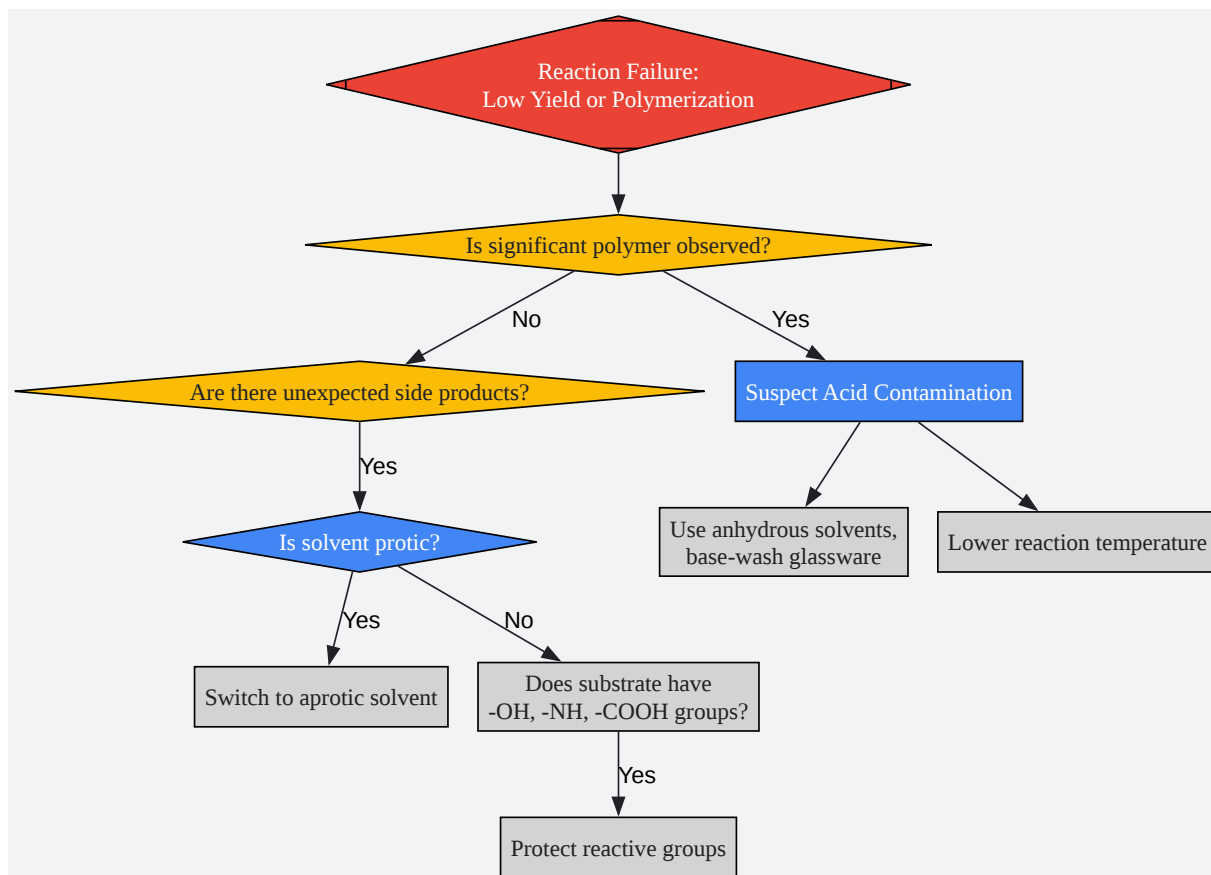 Reaction Failure:
Low Yield or Polymerization
Is significant polymer observed?
No
Yes
Are there unexpected side products?
Suspect Acid Contamination
Yes
Is solvent protic?
Use anhydrous solvents,
base-wash glassware
Lower reaction temperature
Yes
No
Switch to aprotic solvent
Does substrate have
-OH, -NH, -COOH groups?
Yes
Protect reactive groups